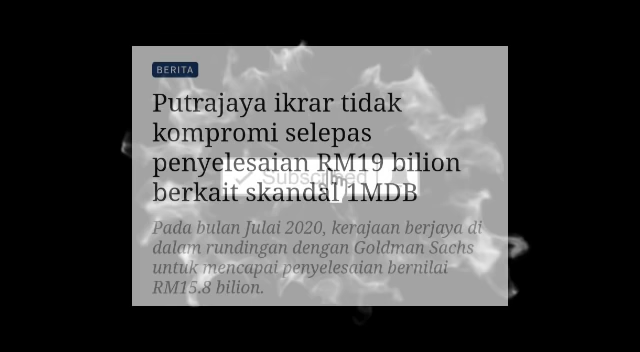 BERITA
Putrajaya ikrar tidak
kompromi selepas
penyelesaian RM19 bilion
Subscribed
berkait skandal 1MDB
Pada bulan Julai 2020, kerajaan berjaya di
dalam rundingan dengan Goldman Sachs
untuk mencapai penyelesaian bernilai
RM15.8 bilion.